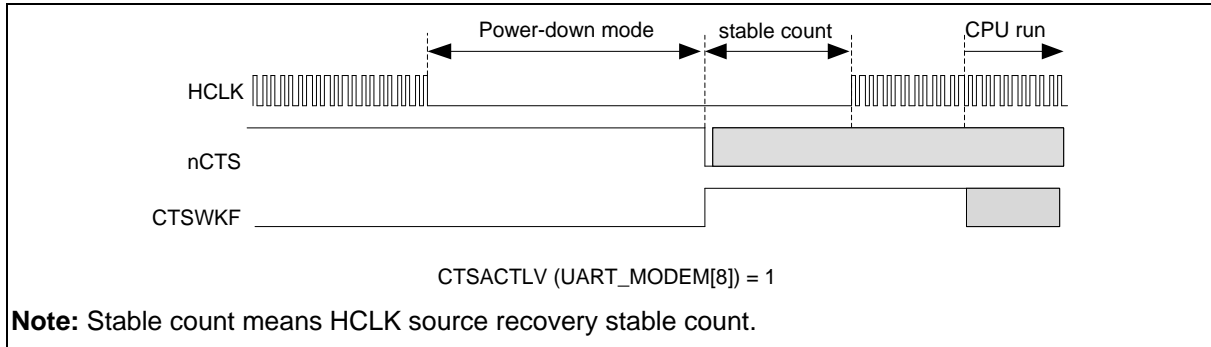 Power-down mode stable count CPU run
HCLK
nCTS
CTSWKF
CTSACTLV (UART_MODEM[8]) = 1
Note: Stable count means HCLK source recovery stable count.